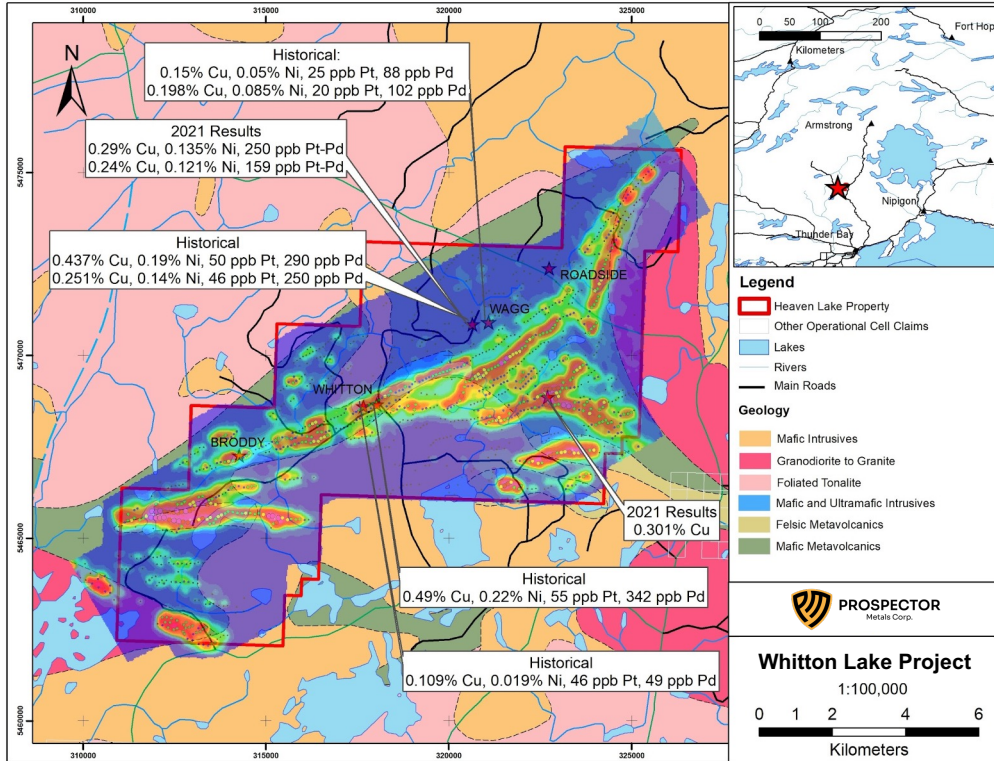 310000
315000
320000
325000
N
5475000
5470000
5465000
5460000
Historical:
0.15% Cu, 0.05% Ni, 25 ppb Pt, 88 ppb Pd
0.198% Cu, 0.085% Ni, 20 ppb Pt, 102 ppb Pd
2021 Results
0.29% Cu, 0.135% Ni, 250 ppb Pt-Pd
0.24% Cu, 0.121% Ni, 159 ppb Pt-Pd
Historical
0.437% Cu, 0.19% Ni, 50 ppb Pt, 290 ppb Pd
0.251% Cu, 0.14% Ni, 46 ppb Pt, 250 ppb Pd
ROADSIDE
WAGG
WHITTON
BRODDY
2021 Results
0.301% Cu
Historical
0.49% Cu, 0.22% Ni, 55 ppb Pt, 342 ppb Pd
Historical
0.109% Cu, 0.019% Ni, 46 ppb Pt, 49 ppb Pd
310000
315000
320000
325000
0 50 100 200
Kilometers
Fort Hop
Armstrong
Nipigon
Thunder Bay
Legend
Heaven Lake Property
Other Operational Cell Claims
Lakes
Rivers
Main Roads
Geology
Mafic Intrusives
Granodiorite to Granite
Foliated Tonalite
Mafic and Ultramafic Intrusives
Felsic Metavolcanics
Mafic Metavolcanics
PROSPECTOR
Metals Corp.
Whitton Lake Project
1:100,000
0 1 2 4 6
Kilometers